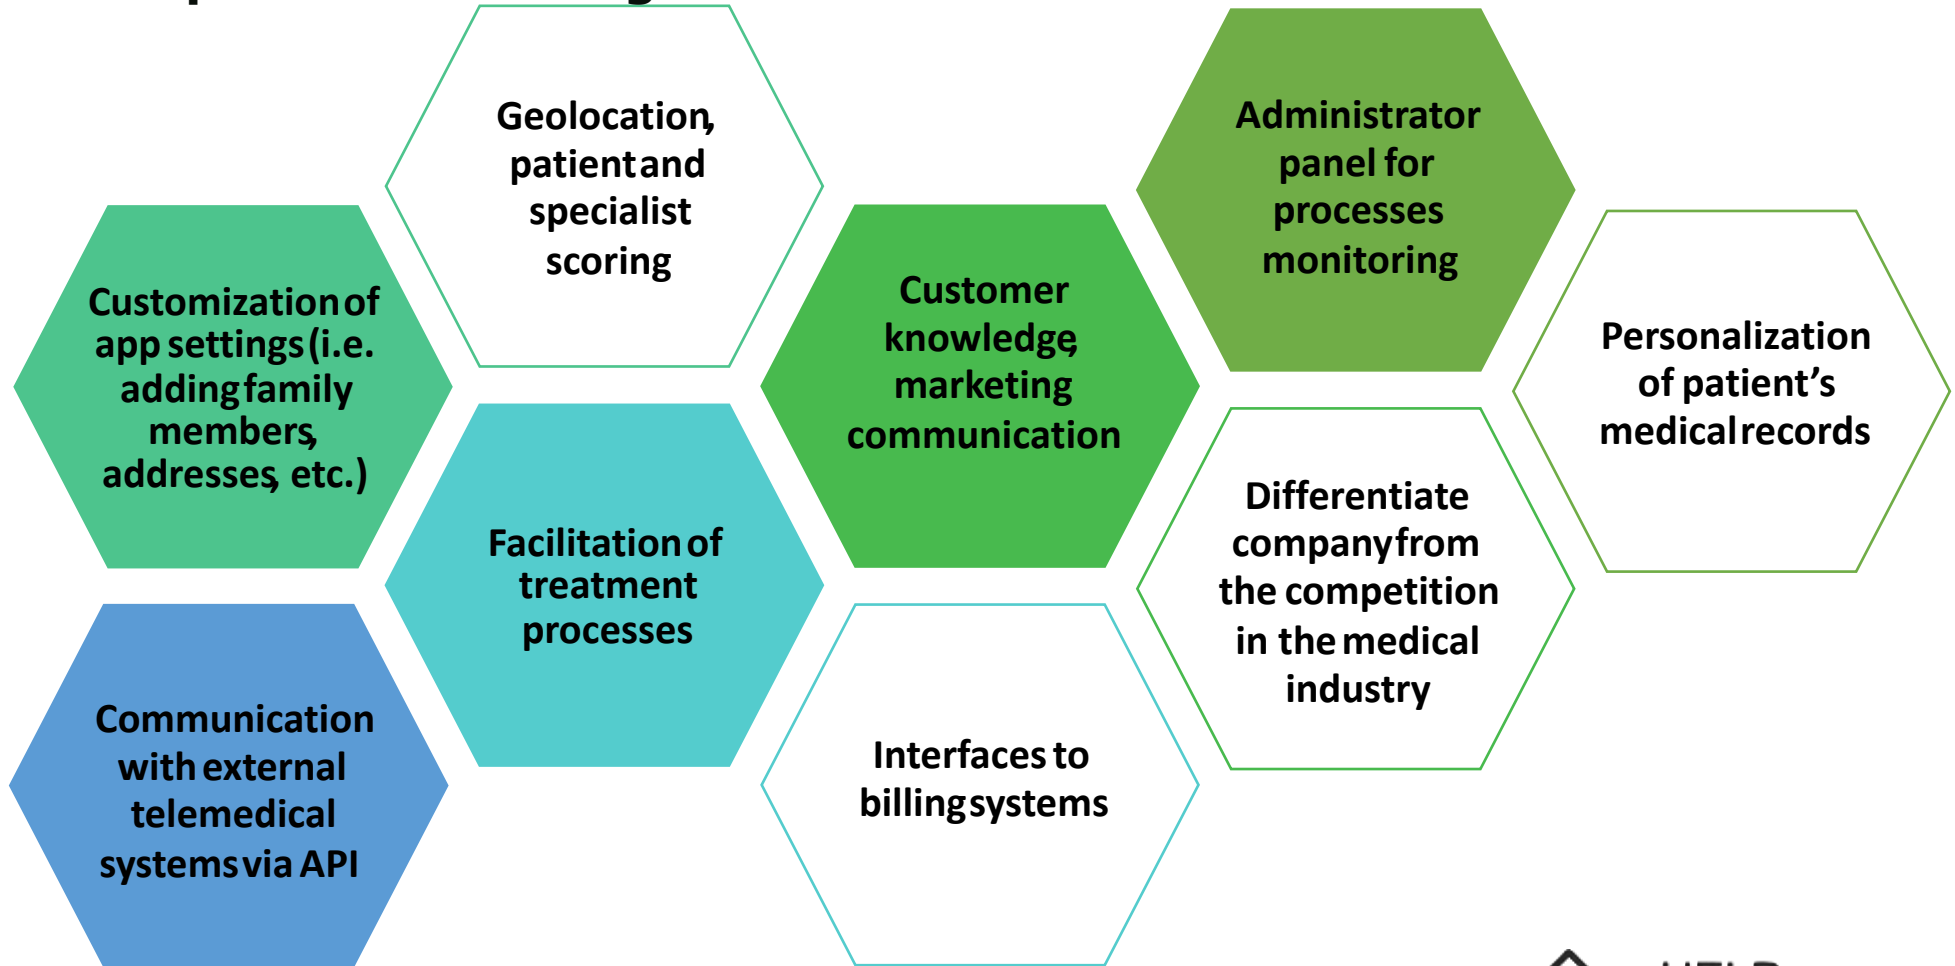 Geolocation,
patient and
specialist
scoring
Administrator
panel for
processes
monitoring
Customization of
app settings (i.e.
adding family
members,
addresses, etc.)
Customer
knowledge,
marketing
communication
Personalization
of patient’s
medical records
Facilitation of
treatment
processes
Differentiate
company from
the competition
in the medical
industry
Communication
with external
telemedical
systems via API
Interfaces to
billing systems